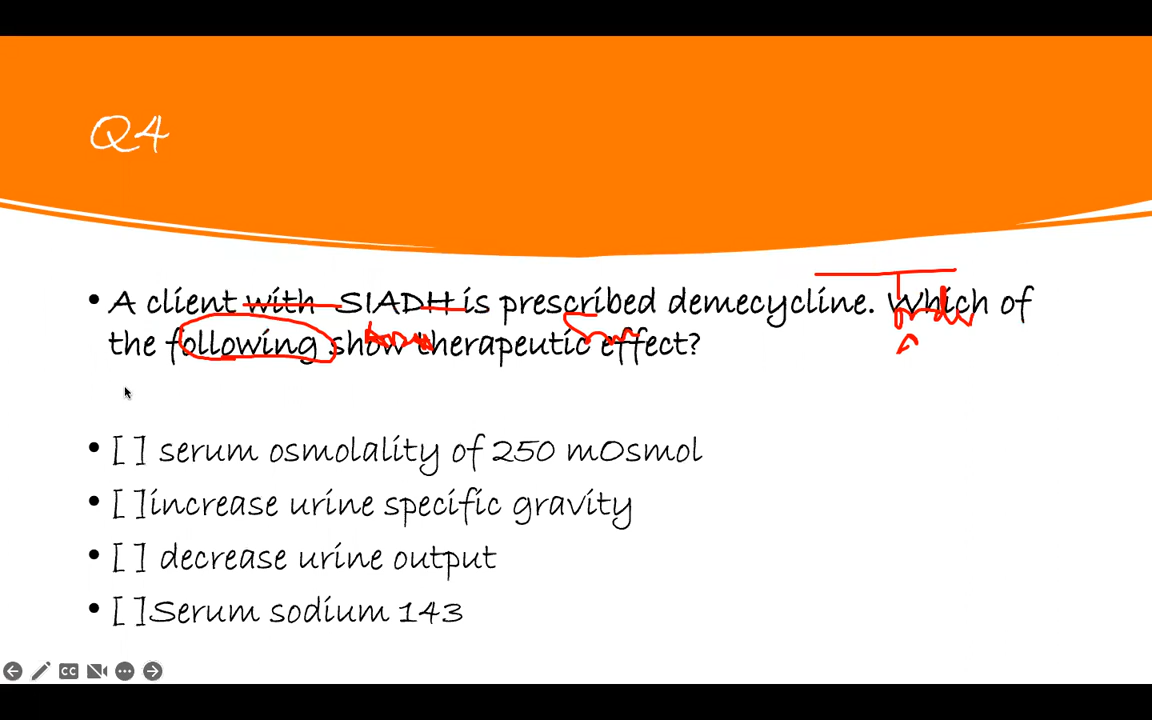 Q4
• A client with SIADH is prescribed demecycline. Which of
the following show therapeutic effect?
• [ ] serum osmolality of 250 mOsmol
• [ ]increase urine specific gravity
• [ ] decrease urine output
• [ ]Serum sodium 143
CC